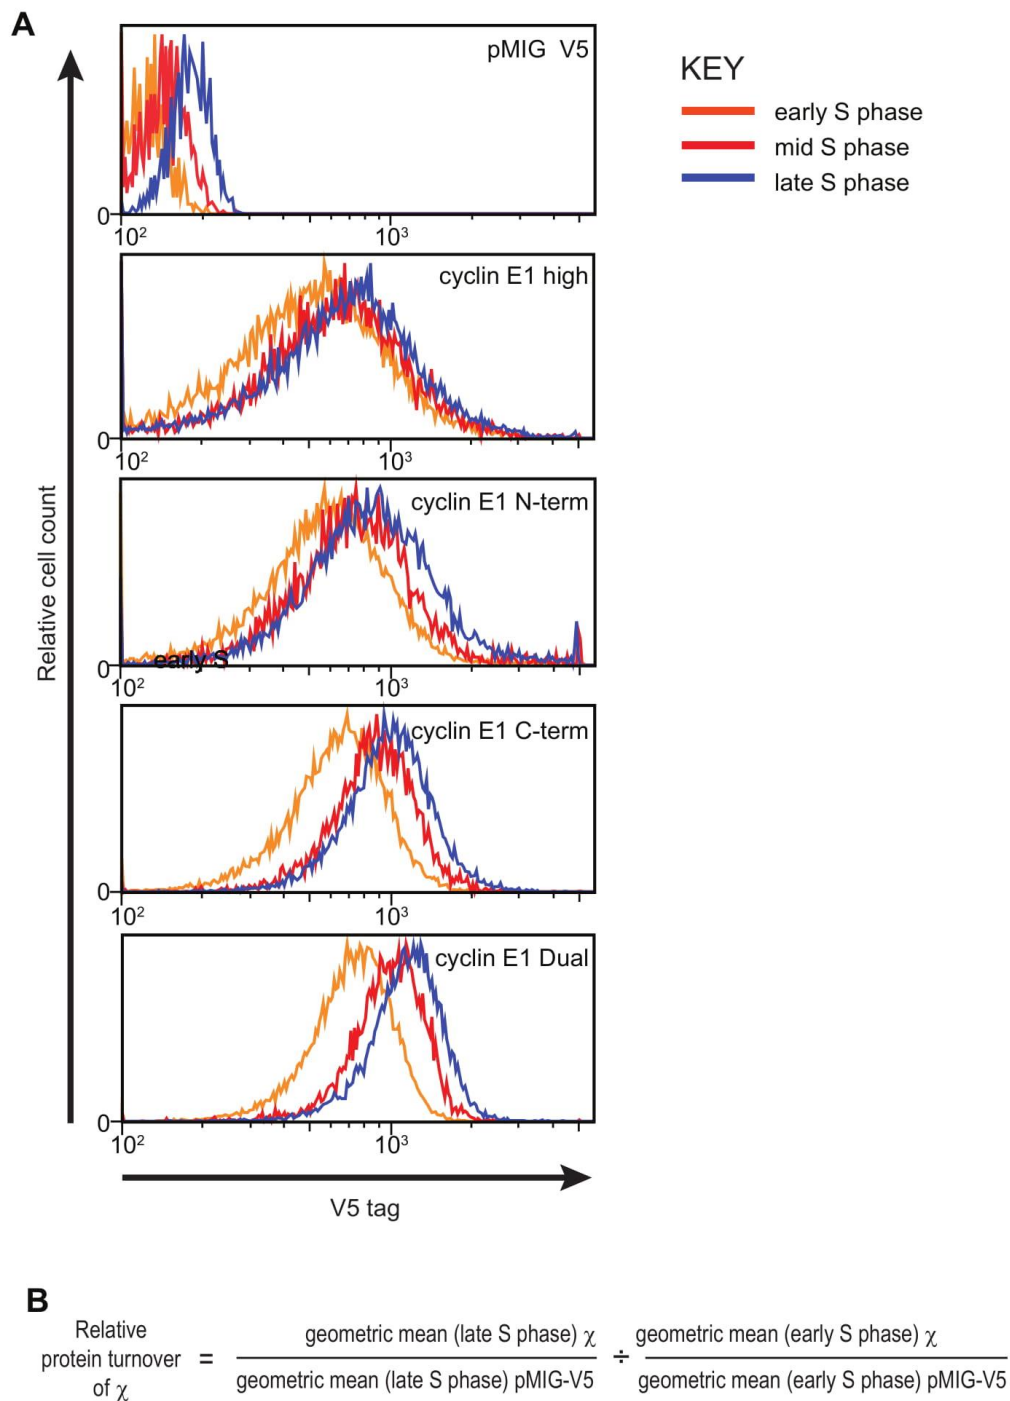 A
pMIG V5
KEY
early S phase
mid S phase
late S phase
0
10²
10³
cyclin E1 high
0
10²
10³
cyclin E1 N-term
early S
0
10²
10³
cyclin E1 C-term
0
10²
10³
cyclin E1 Dual
0
10²
10³
Relative cell count
V5 tag
B
Relative protein turnover of χ = geometric mean (late S phase) χ / geometric mean (late S phase) pMIG-V5 ÷ geometric mean (early S phase) χ / geometric mean (early S phase) pMIG-V5